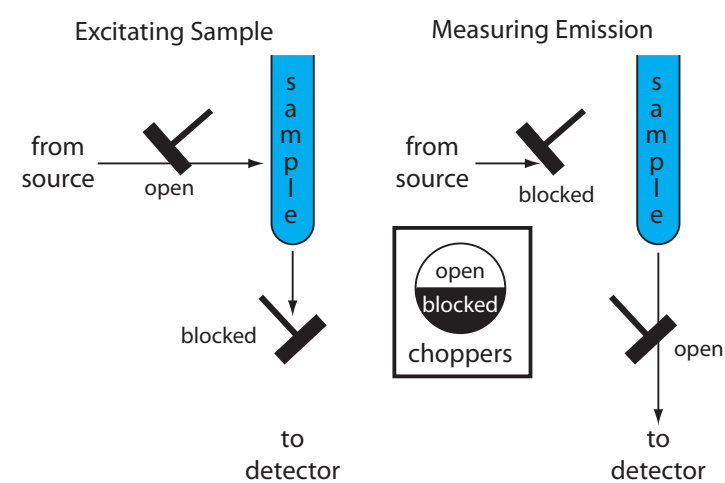 Excitating Sample
Measuring Emission
sample
from
source
open
blocked
to
detector
sample
from
source
blocked
open
blocked
choppers
open
to
detector